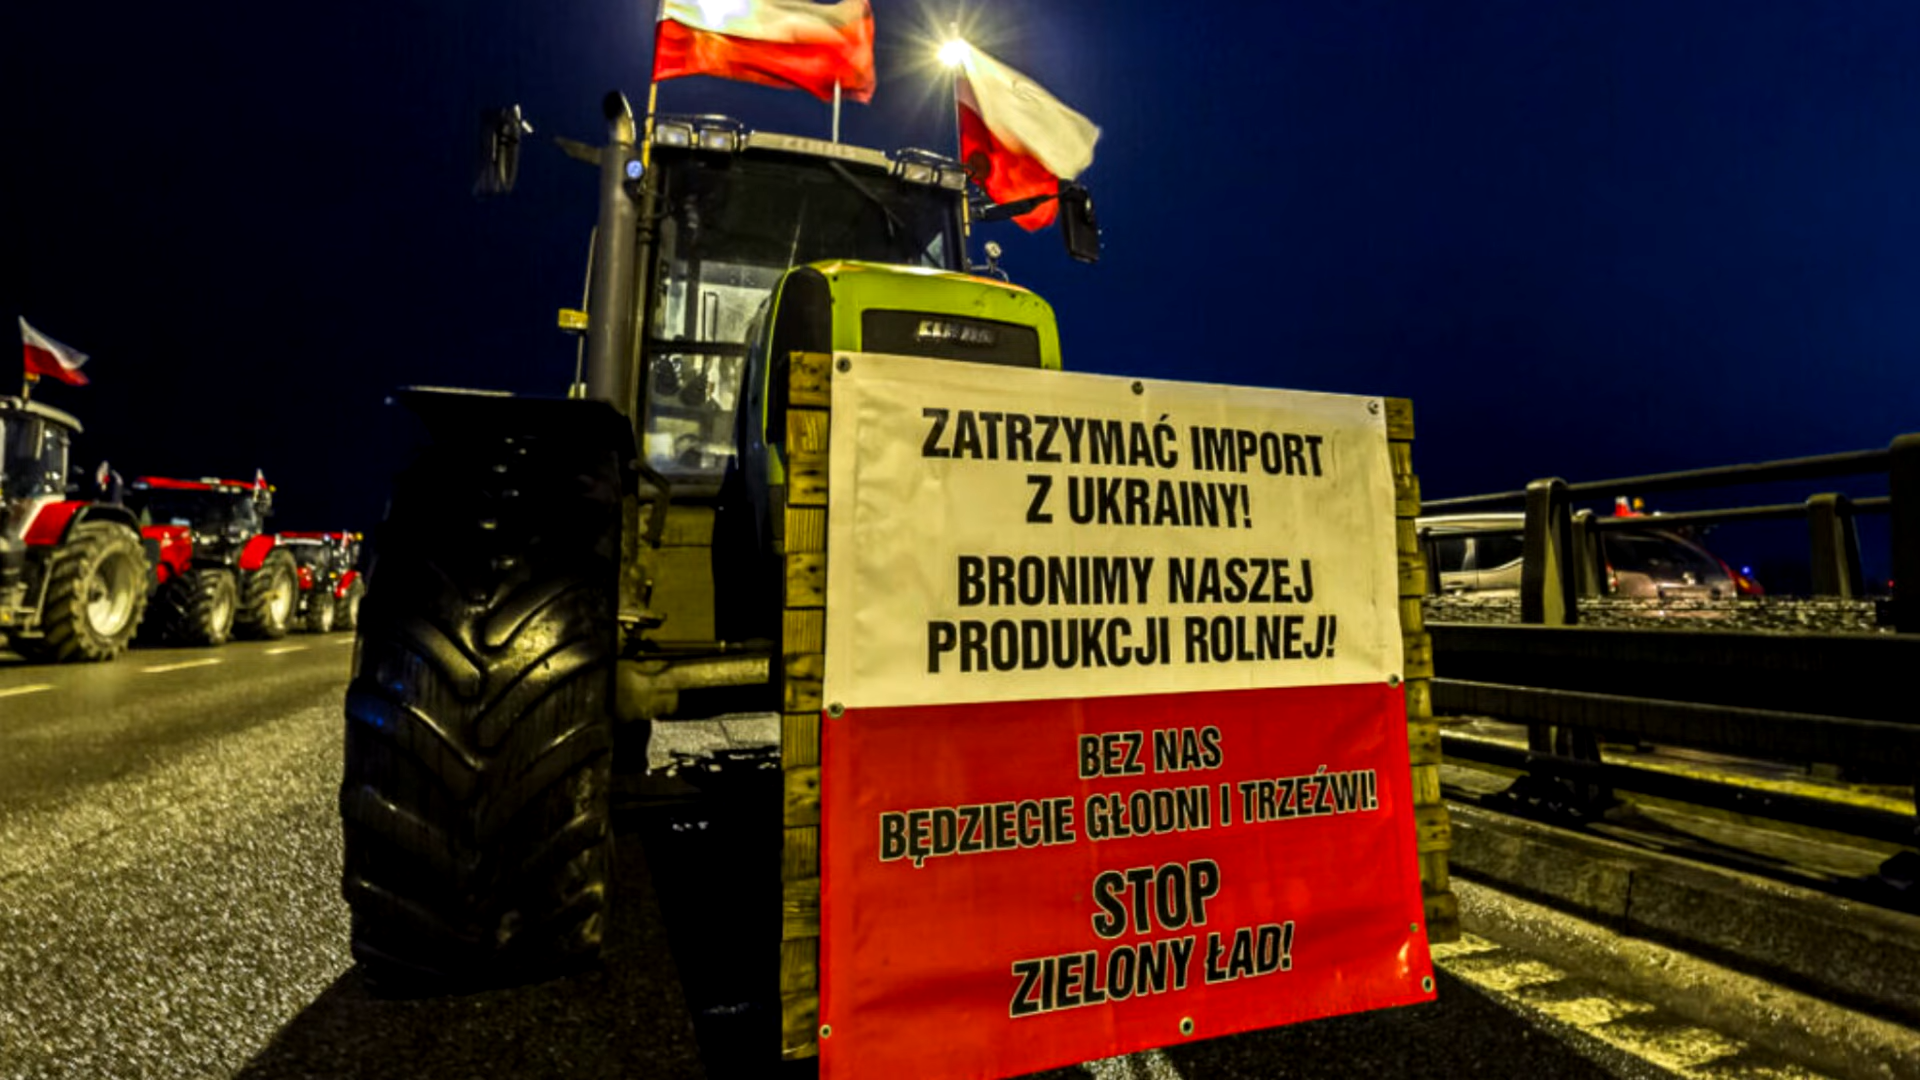 ZATRZYMAĆ IMPORT
Z UKRAINY!
BRONIMY NASZEJ
PRODUKCJI ROLNEJ!
BEZ NAS
BĘDZIECIE GŁODNI I TRZEŹWI!
STOP
ZIELONY ŁAD!